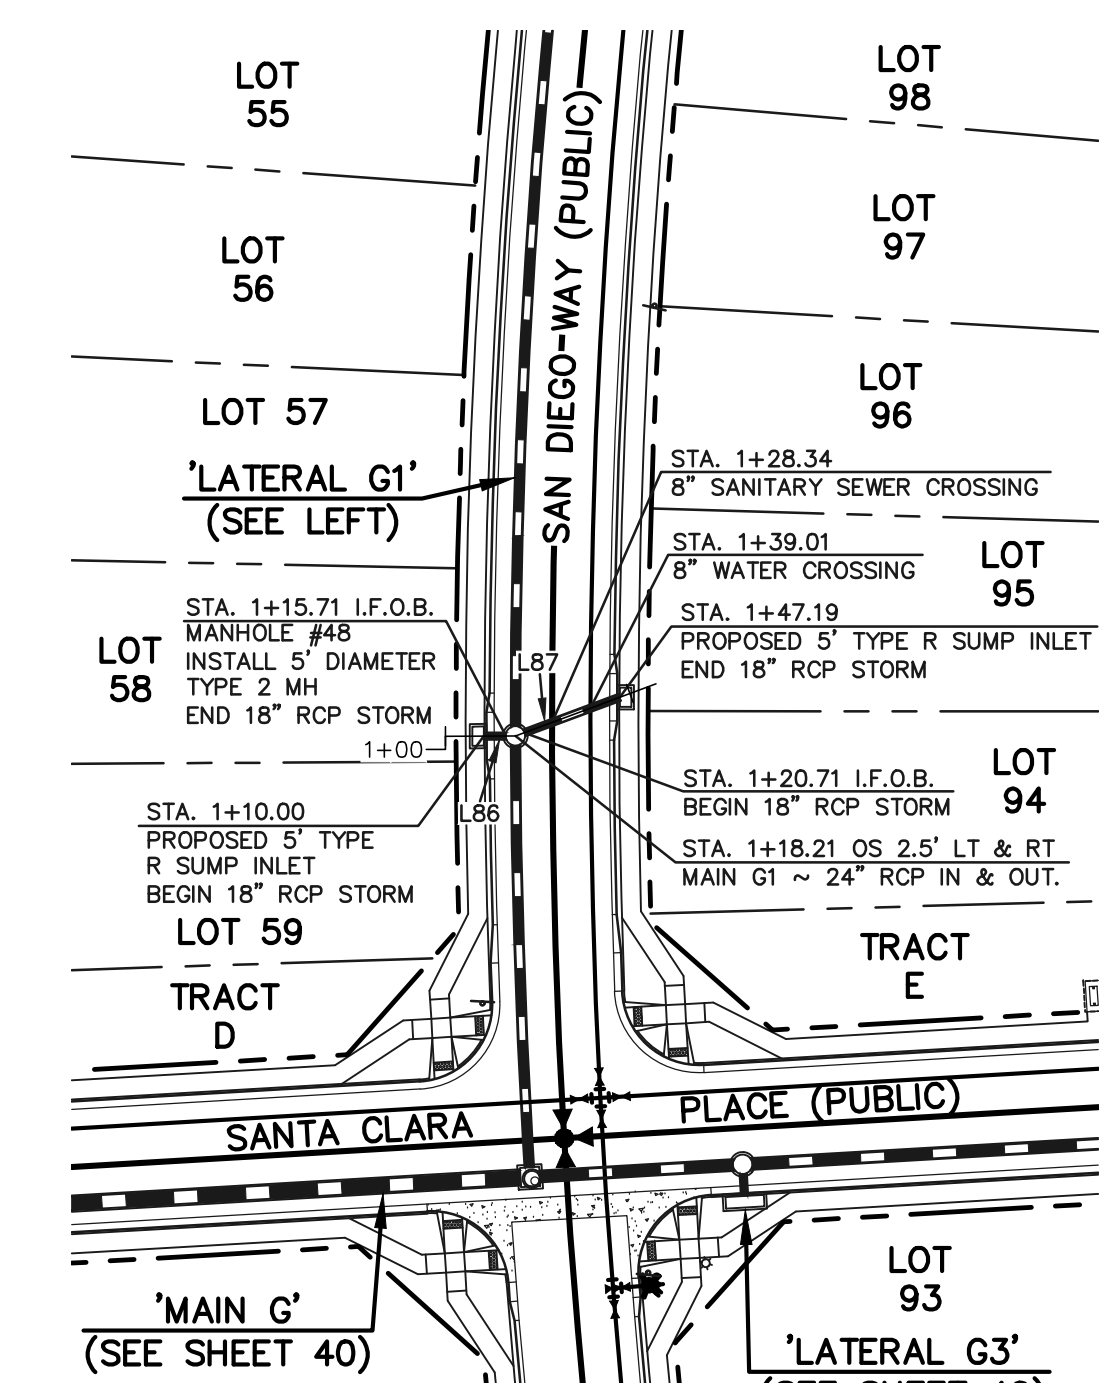 LOT
55
LOT
98
LOT
56
LOT
97
SAN DIEGO WAY (PUBLIC)
LOT
96
LOT 57
'LATERAL G1'
(SEE LEFT)
STA. 1+28.34
8" SANITARY SEWER CROSSING
STA. 1+39.01
8" WATER CROSSING
LOT
95
STA. 1+47.19
PROPOSED 5' TYPE R SUMP INLET
END 18" RCP STORM
LOT
58
STA. 1+15.71 I.F.O.B.
MANHOLE #48
INSTALL 5' DIAMETER
TYPE 2 MH
END 18" RCP STORM
L87
1+00
L86
STA. 1+10.00
PROPOSED 5' TYPE
R SUMP INLET
BEGIN 18" RCP STORM
STA. 1+20.71 I.F.O.B.
BEGIN 18" RCP STORM
LOT
94
STA. 1+18.21 OS 2.5' LT & RT
MAIN G1 ~ 24" RCP IN & OUT.
LOT 59
TRACT
D
TRACT
E
SANTA CLARA PLACE (PUBLIC)
'MAIN G'
(SEE SHEET 40)
LOT
93
'LATERAL G3'